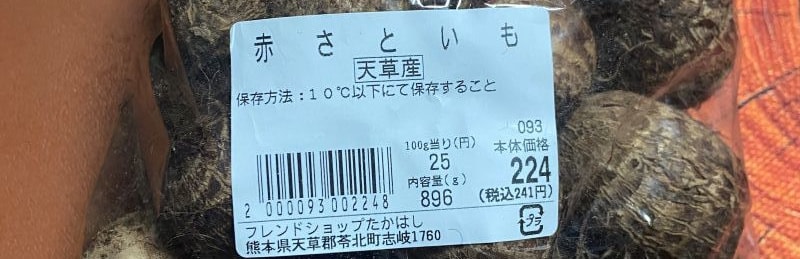 赤さといも
天草産
保存方法：10℃以下にて保存すること
093
100g当り(円) 本体価格
25 224
内容量(g) (税込241円)
896
2 000093 002248
プラ
フレンドショップたかはし
熊本県天草郡苓北町志岐1760